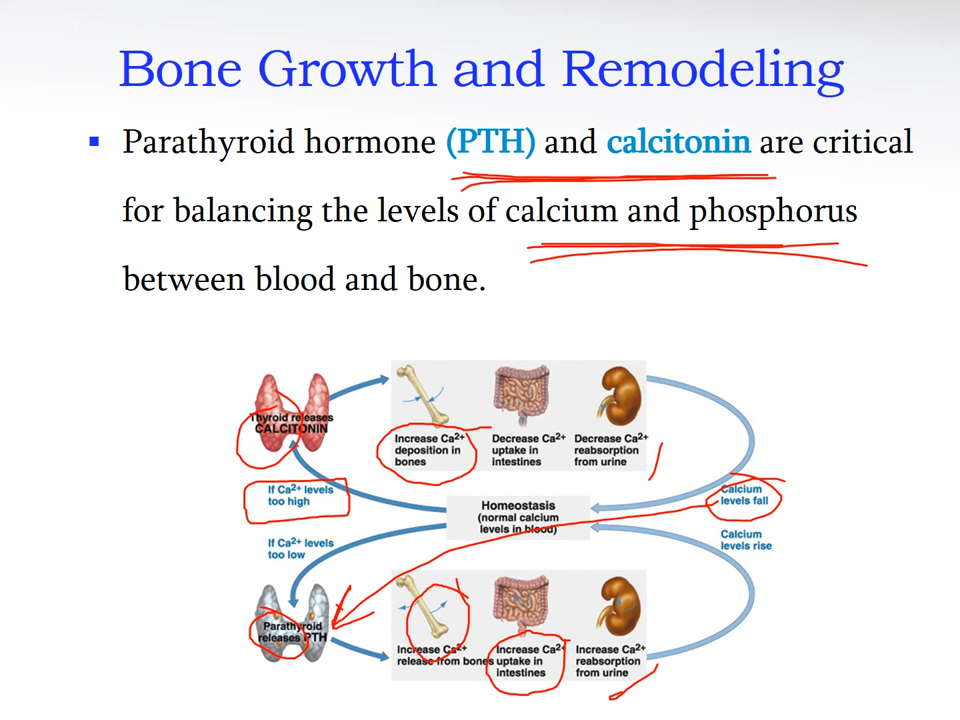 Bone Growth and Remodeling
▪ Parathyroid hormone (PTH) and calcitonin are critical
for balancing the levels of calcium and phosphorus
between blood and bone.
Thyroid releases
CALCITONIN
Increase Ca²⁺
deposition in
bones
Decrease Ca²⁺
uptake in
intestines
Decrease Ca²⁺
reabsorption
from urine
If Ca²⁺ levels
too high
Homeostasis
(normal calcium
levels in blood)
Calcium
levels fall
If Ca²⁺ levels
too low
Calcium
levels rise
Parathyroid
releases PTH
Increase Ca²⁺
release from bones
Increase Ca²⁺
uptake in
intestines
Increase Ca²⁺
reabsorption
from urine